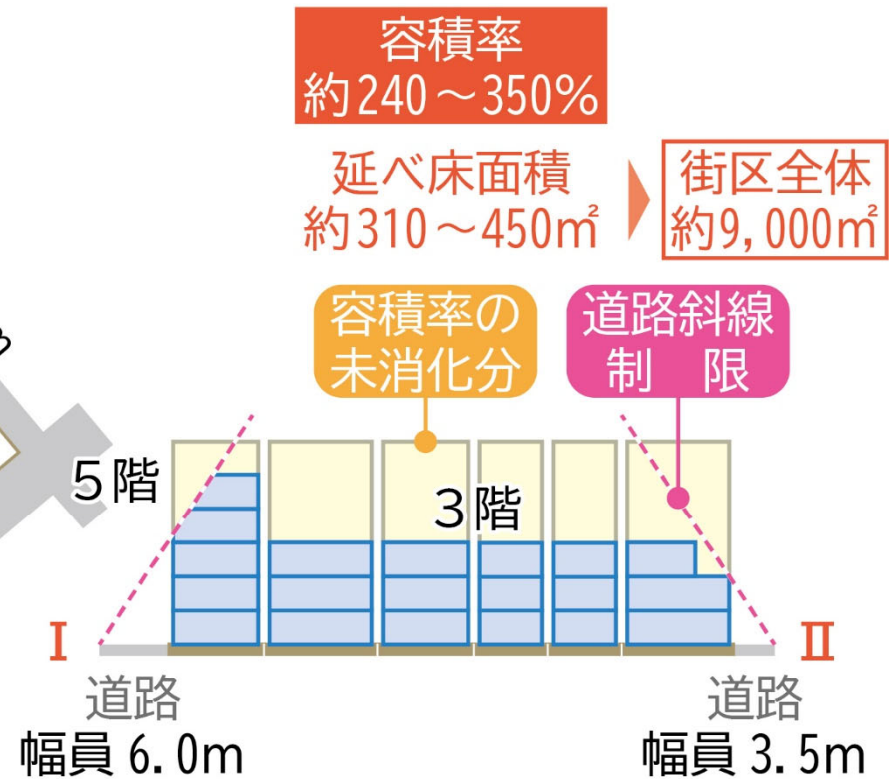 容積率
約240～350%
延べ床面積
約310～450㎡
街区全体
約9,000㎡
容積率の
未消化分
道路斜線
制　限
5階
3階
Ⅰ
Ⅱ
道路
幅員 6.0m
道路
幅員 3.5m